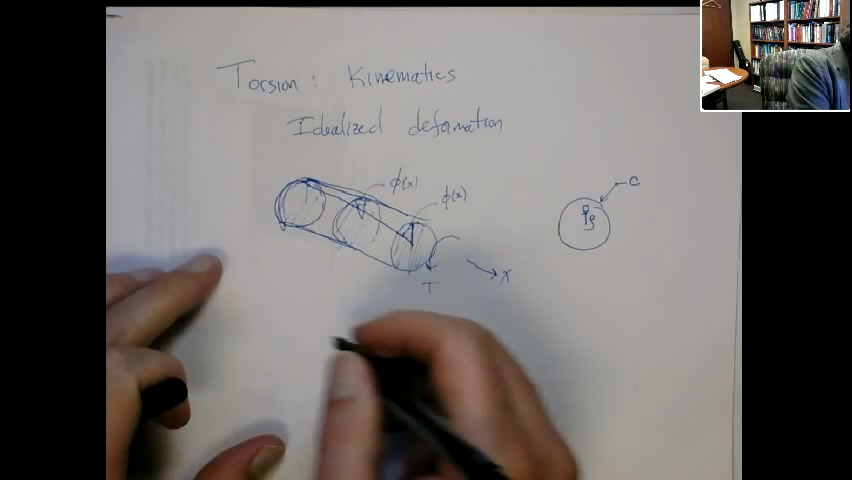 Torsion: Kinematics
Idealized deformation
ϕ(x)
ϕ(x)
C
ρ
x
T